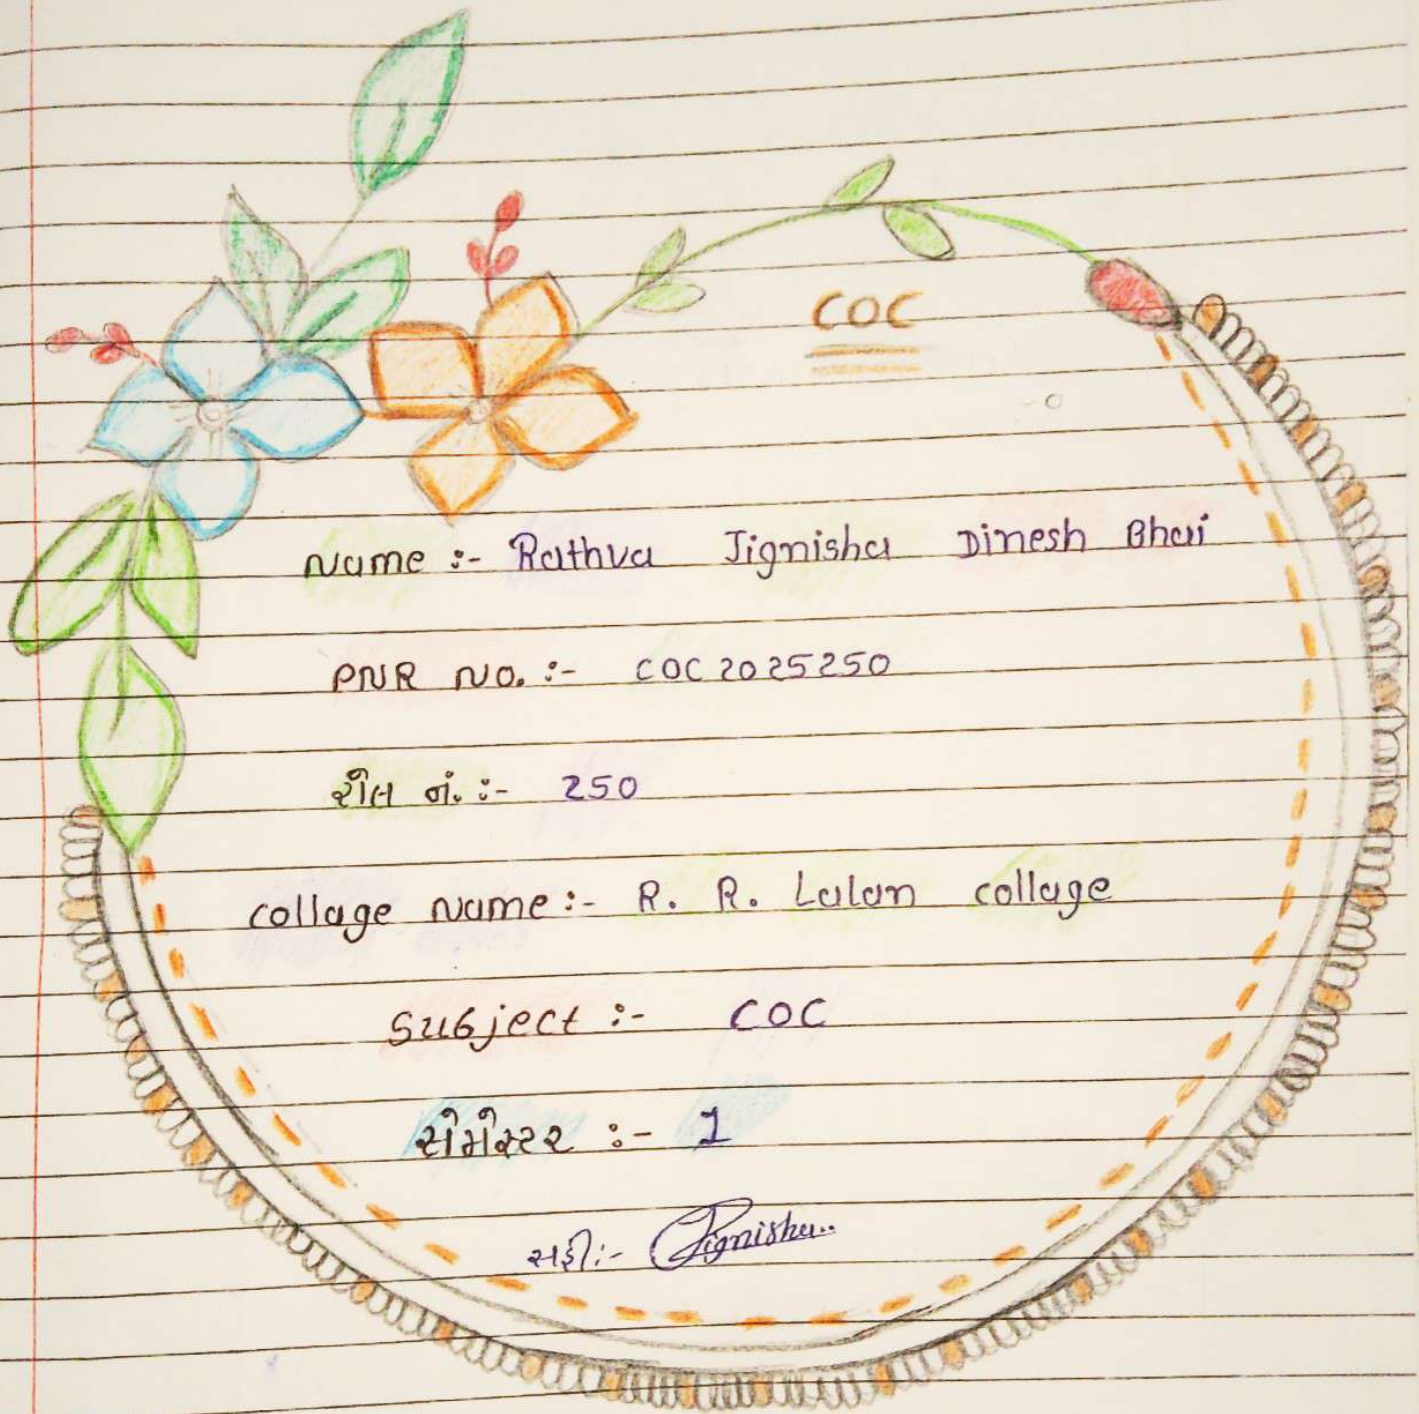 COC
Name :- Rathva Jignisha Dinesh Bhai
PNR NO. :- COC2025250
રોલ નં. :- 250
collage Name :- R. R. Lalan collage
Subject :- COC
સેમેસ્ટર :- 1
સહી :- Jignisha..